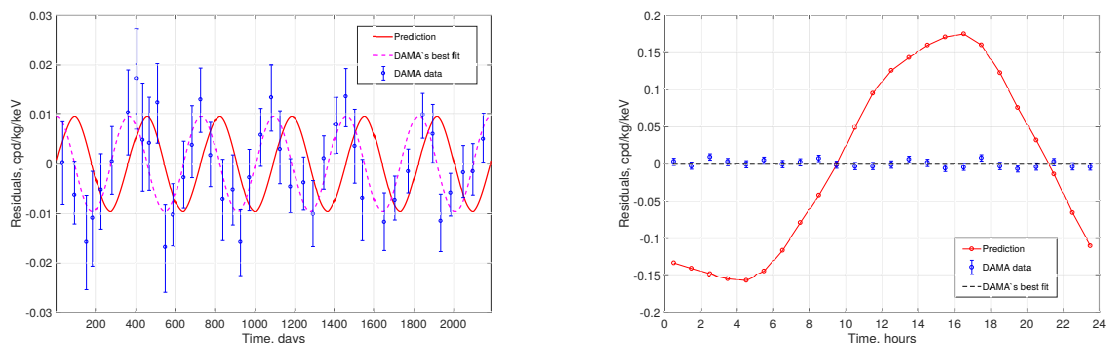 0.03
0.02
0.01
0
-0.01
-0.02
-0.03
Residuals, cpd/kg/keV
Prediction
DAMA`s best fit
DAMA data
200 400 600 800 1000 1200 1400 1600 1800 2000
Time, days
0.2
0.15
0.1
0.05
0
-0.05
-0.1
-0.15
-0.2
Residuals, cpd/kg/keV
Prediction
DAMA data
DAMA`s best fit
0 2 4 6 8 10 12 14 16 18 20 22 24
Time, hours